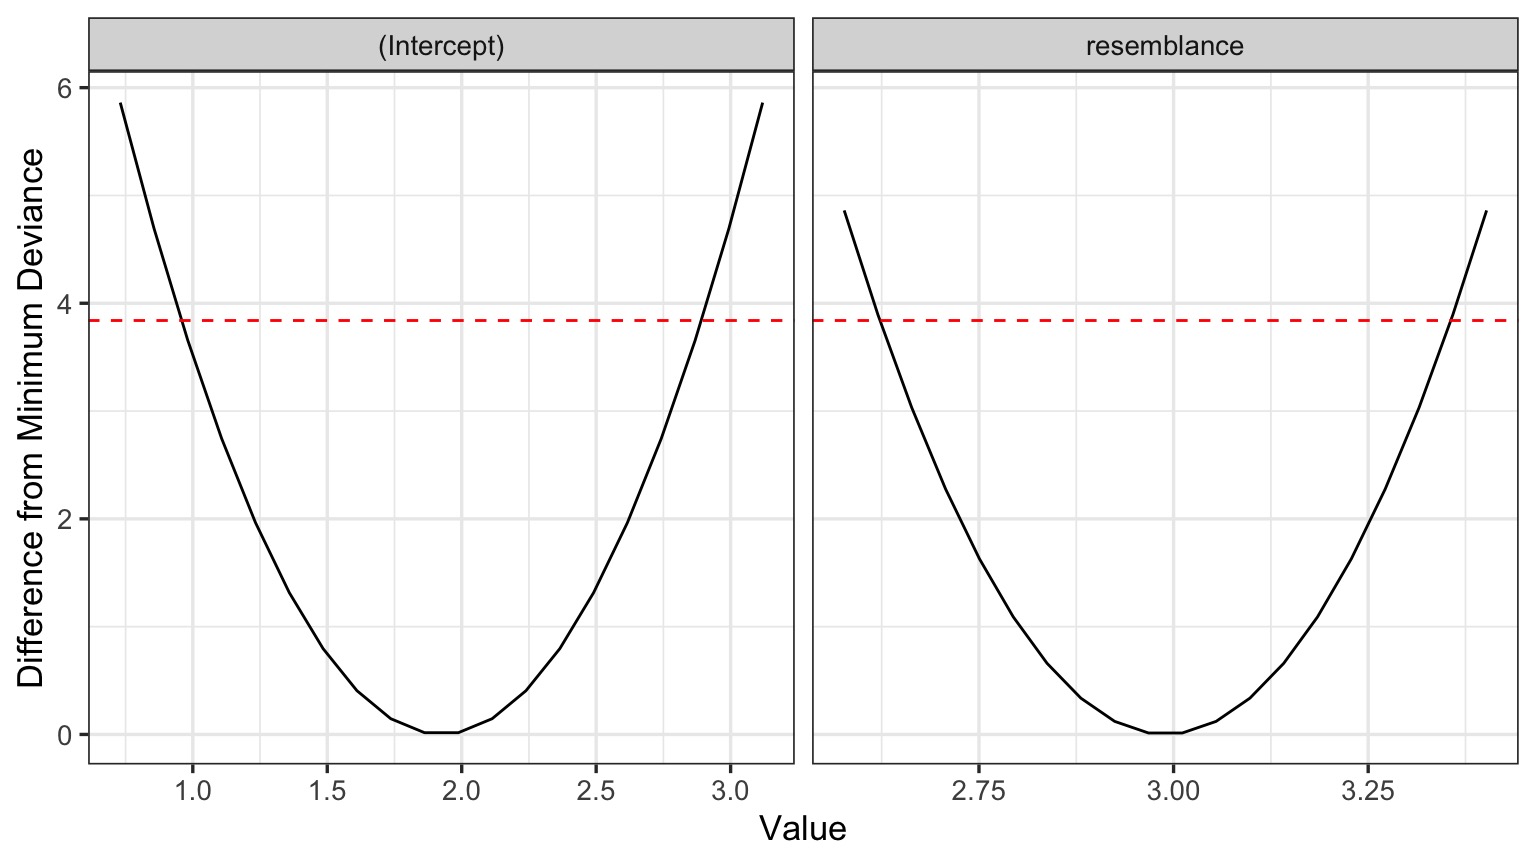 (Intercept)
resemblance
Difference from Minimum Deviance
6
4
2
0
1.0 1.5 2.0 2.5 3.0
2.75 3.00 3.25
Value